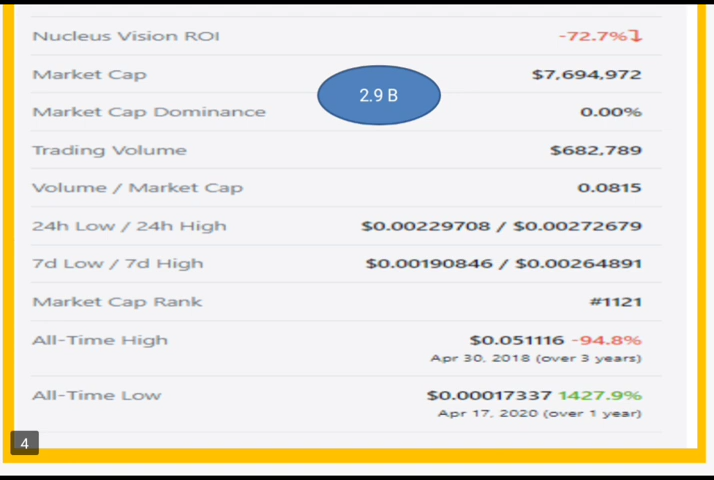 Nucleus Vision ROI -72.7%
Market Cap $7,694,972
2.9 B
Market Cap Dominance 0.00%
Trading Volume $682,789
Volume / Market Cap 0.0815
24h Low / 24h High $0.00229708 / $0.00272679
7d Low / 7d High $0.00190846 / $0.00264891
Market Cap Rank #1121
All-Time High $0.051116 -94.8%
Apr 30, 2018 (over 3 years)
All-Time Low $0.00017337 1427.9%
Apr 17, 2020 (over 1 year)
4